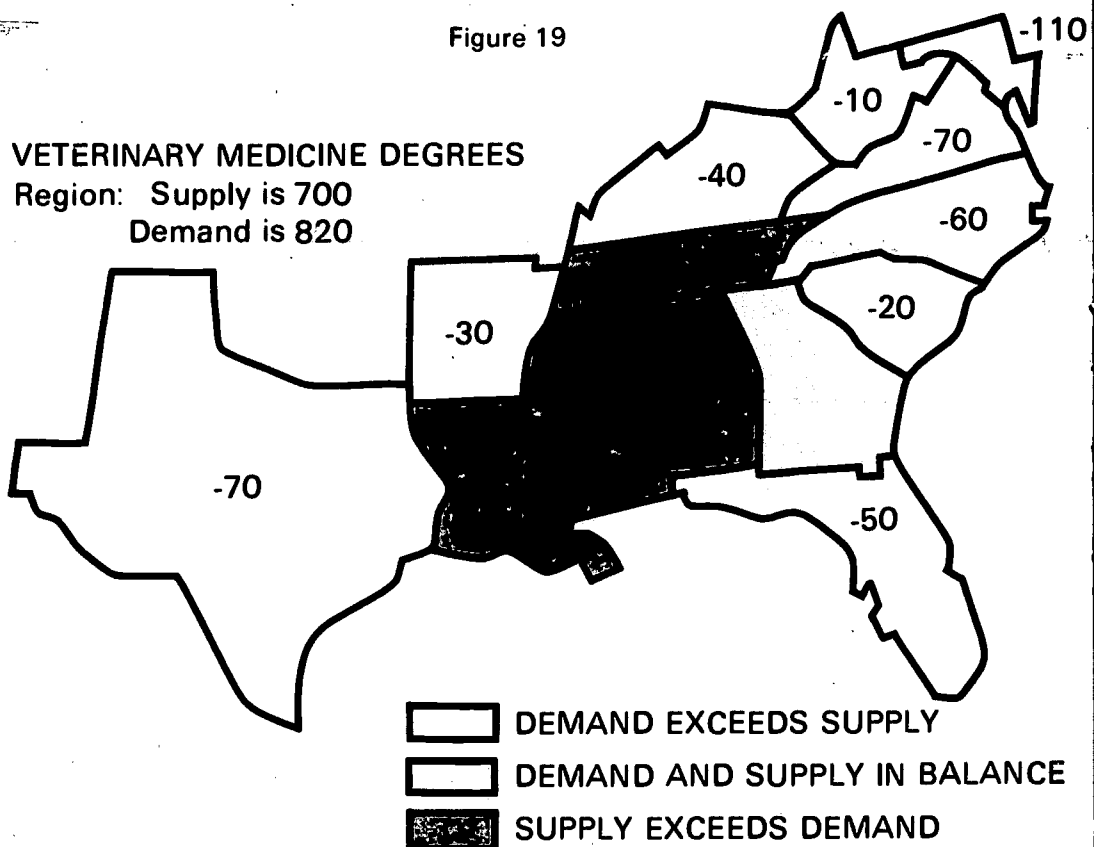 Figure 19
VETERINARY MEDICINE DEGREES
Region: Supply is 700
Demand is 820
-110
-10
-70
-40
-60
-20
-30
-70
-50
DEMAND EXCEEDS SUPPLY
DEMAND AND SUPPLY IN BALANCE
SUPPLY EXCEEDS DEMAND